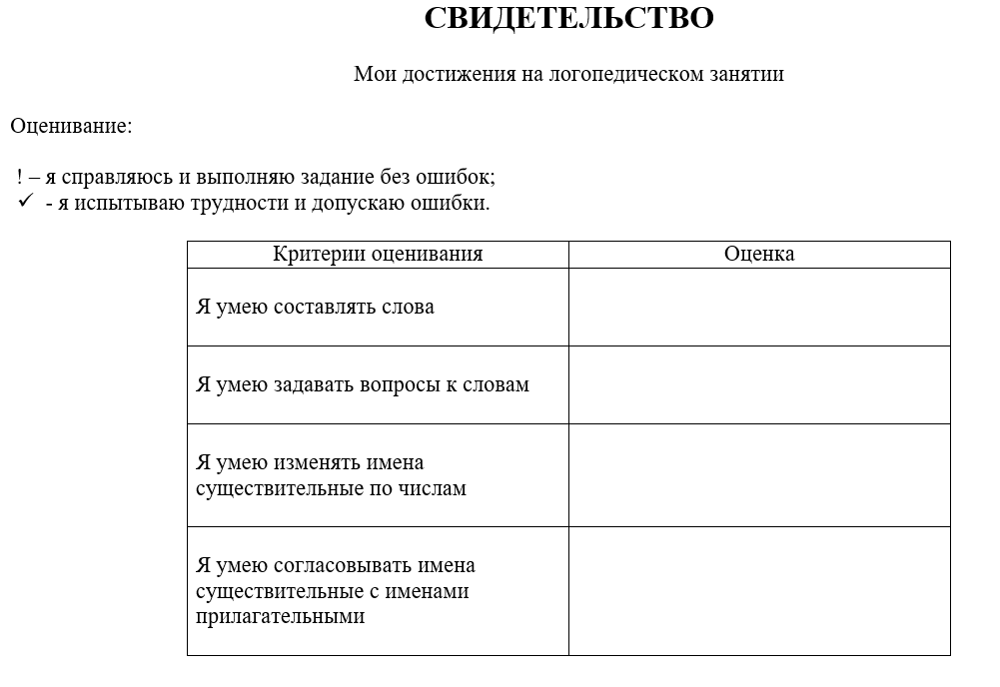 СВИДЕТЕЛЬСТВО
Мои достижения на логопедическом занятии
Оценивание:
! – я справляюсь и выполняю задание без ошибок;
✓ - я испытываю трудности и допускаю ошибки.
Критерии оценивания Оценка
Я умею составлять слова
Я умею задавать вопросы к словам
Я умею изменять имена
существительные по числам
Я умею согласовывать имена
существительные с именами
прилагательными